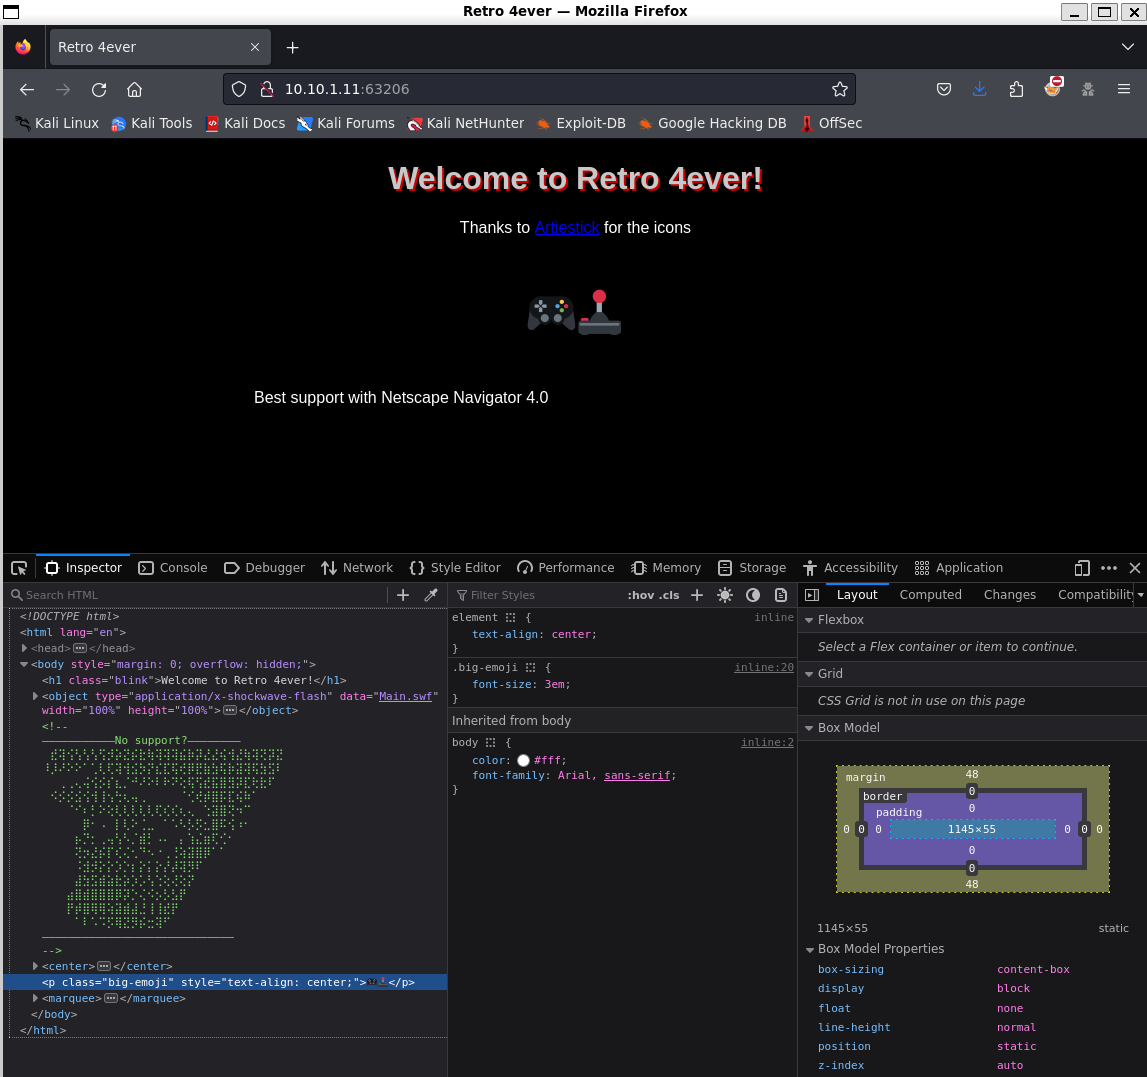 Retro 4ever — Mozilla Firefox
Retro 4ever
10.10.1.11:63206
Kali Linux Kali Tools Kali Docs Kali Forums Kali NetHunter Exploit-DB Google Hacking DB OffSec
Welcome to Retro 4ever!
Thanks to Artiestick for the icons
Best support with Netscape Navigator 4.0
Inspector Console Debugger Network Style Editor Performance Memory Storage Accessibility Application
Search HTML
<!DOCTYPE html>
<html lang="en">
<head></head>
<body style="margin: 0; overflow: hidden;">
<h1 class="blink">Welcome to Retro 4ever!</h1>
<object type="application/x-shockwave-flash" data="Main.swf"
width="100%" height="100%"></object>
<!--
———————————No support?————————
-->
<center></center>
<p class="big-emoji" style="text-align: center;">🎮🕹️</p>
<marquee></marquee>
</body>
</html>
Filter Styles :hov .cls
element { inline
text-align: center;
}
.big-emoji { inline:20
font-size: 3em;
}
Inherited from body
body { inline:2
color: #fff;
font-family: Arial, sans-serif;
}
Layout Computed Changes Compatibility
Flexbox
Select a Flex container or item to continue.
Grid
CSS Grid is not in use on this page
Box Model
margin 48
border 0
padding 0
0 0 0 1145×55 0 0 0
0
0
48
1145×55 static
Box Model Properties
box-sizing content-box
display block
float none
line-height normal
position static
z-index auto